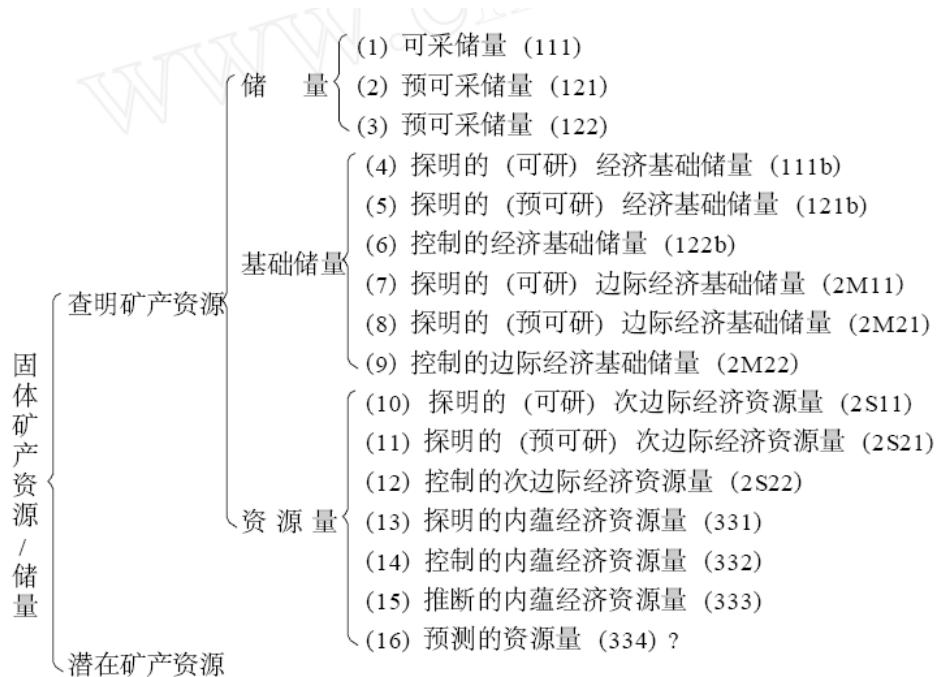 固体矿产资源/储量
查明矿产资源
储 量
(1) 可采储量 (111)
(2) 预可采储量 (121)
(3) 预可采储量 (122)
基础储量
(4) 探明的 (可研) 经济基础储量 (111b)
(5) 探明的 (预可研) 经济基础储量 (121b)
(6) 控制的经济基础储量 (122b)
(7) 探明的 (可研) 边际经济基础储量 (2M11)
(8) 探明的 (预可研) 边际经济基础储量 (2M21)
(9) 控制的边际经济基础储量 (2M22)
资 源 量
(10) 探明的 (可研) 次边际经济资源量 (2S11)
(11) 探明的 (预可研) 次边际经济资源量 (2S21)
(12) 控制的次边际经济资源量 (2S22)
(13) 探明的内蕴经济资源量 (331)
(14) 控制的内蕴经济资源量 (332)
(15) 推断的内蕴经济资源量 (333)
(16) 预测的资源量 (334) ?
潜在矿产资源